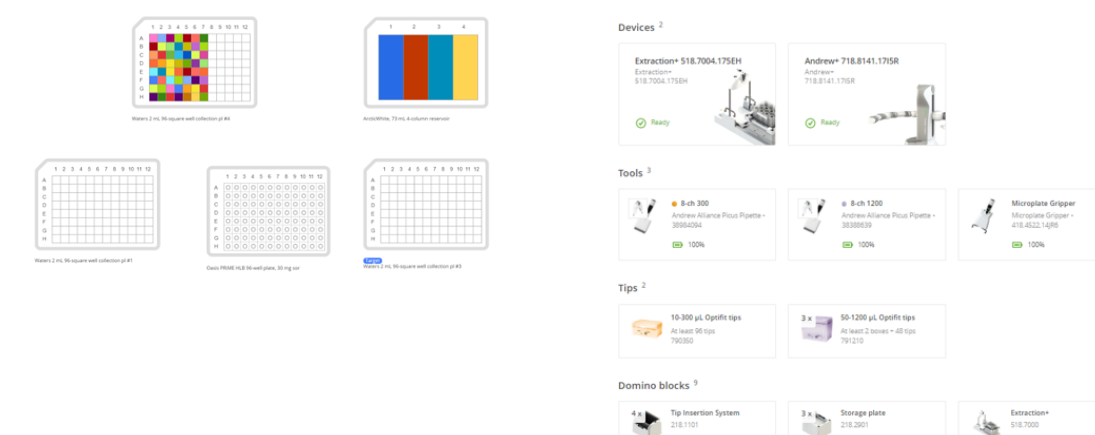 1 2 3 4 5 6 7 8 9 10 11 12
A
B
C
D
E
F
G
H
Waters 2 mL 96-square well collection pl #4
1 2 3 4
ArcticWhite, 73 mL 4-column reservoir
1 2 3 4 5 6 7 8 9 10 11 12
A
B
C
D
E
F
G
H
Waters 2 mL 96-square well collection pl #1
1 2 3 4 5 6 7 8 9 10 11 12
A
B
C
D
E
F
G
H
Oasis PRiME HLB 96-well plate, 30 mg sor
1 2 3 4 5 6 7 8 9 10 11 12
A
B
C
D
E
F
G
H
Target
Waters 2 mL 96-square well collection pl #3
Devices 2
Extraction+ 518.7004.175EH
Extraction+
518.7004.175EH
Ready
Andrew+ 718.8141.17I5R
Andrew+
718.8141.17I5R
Ready
Tools 3
8-ch 300
Andrew Alliance Picus Pipette •
38984094
100%
8-ch 1200
Andrew Alliance Picus Pipette •
38388639
100%
Microplate Gripper
Microplate Gripper •
418.4522.14JR6
100%
Tips 2
10-300 µL Optifit tips
At least 96 tips
790350
3 x
50-1200 µL Optifit tips
At least 2 boxes + 48 tips
791210
Domino blocks 9
4 x
Tip Insertion System
218.1101
3 x
Storage plate
218.2901
Extraction+
518.7000